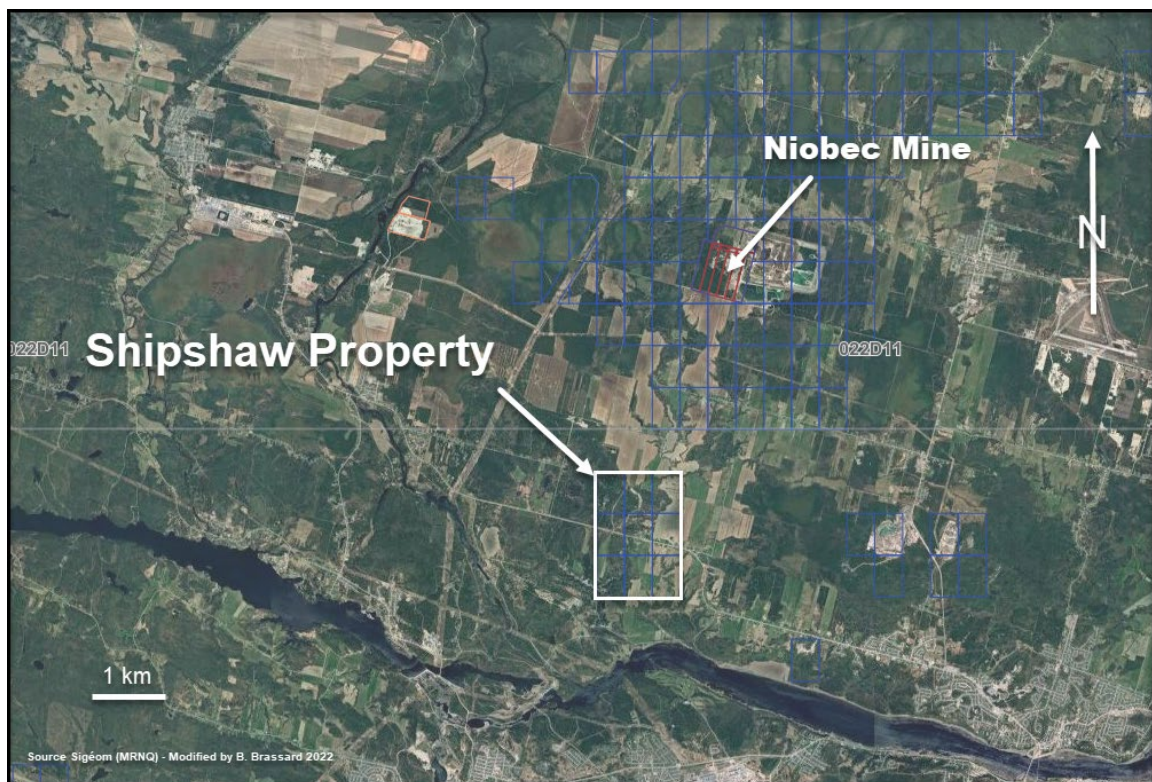 Niobec Mine
N
022D11
022D11
Shipshaw Property
1 km
Source Sigéom (MRNQ) - Modified by B. Brassard 2022